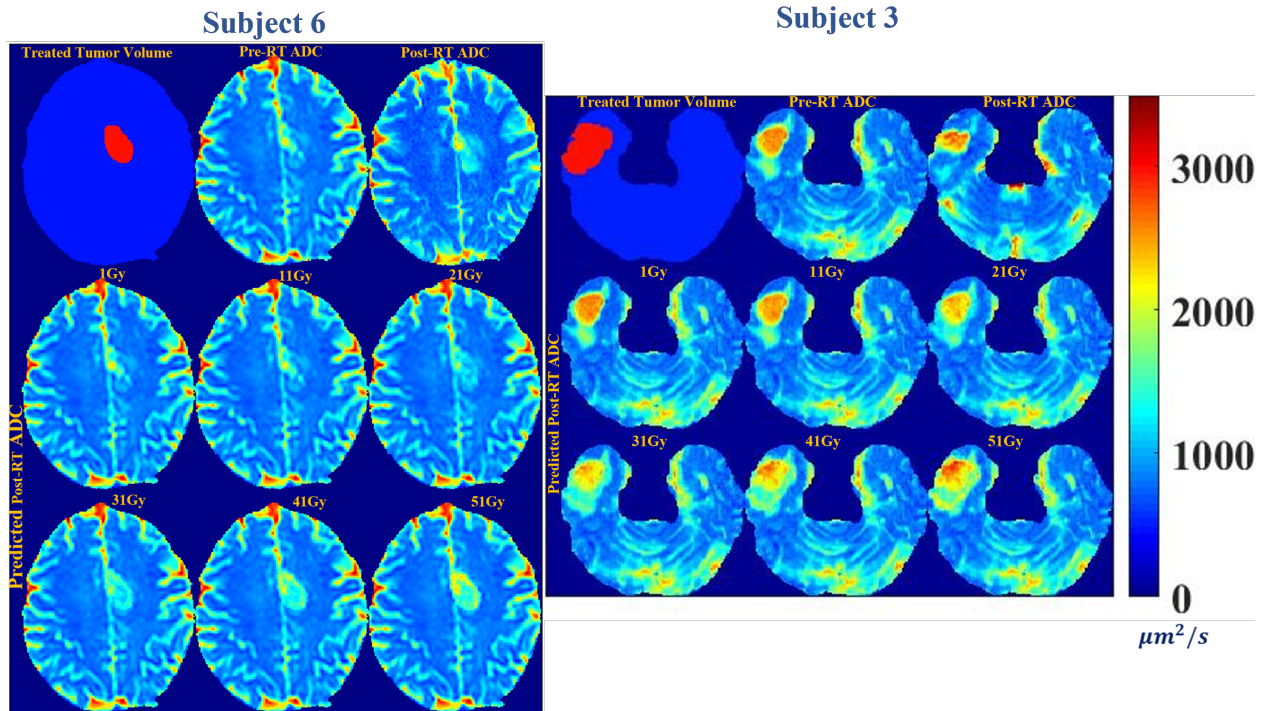 Subject 6
Treated Tumor Volume
Pre-RT ADC
Post-RT ADC
1Gy
11Gy
21Gy
31Gy
41Gy
51Gy
Predicted Post-RT ADC
Subject 3
Treated Tumor Volume
Pre-RT ADC
Post-RT ADC
1Gy
11Gy
21Gy
31Gy
41Gy
51Gy
Predicted Post-RT ADC
3000
2000
1000
0
μm²/s